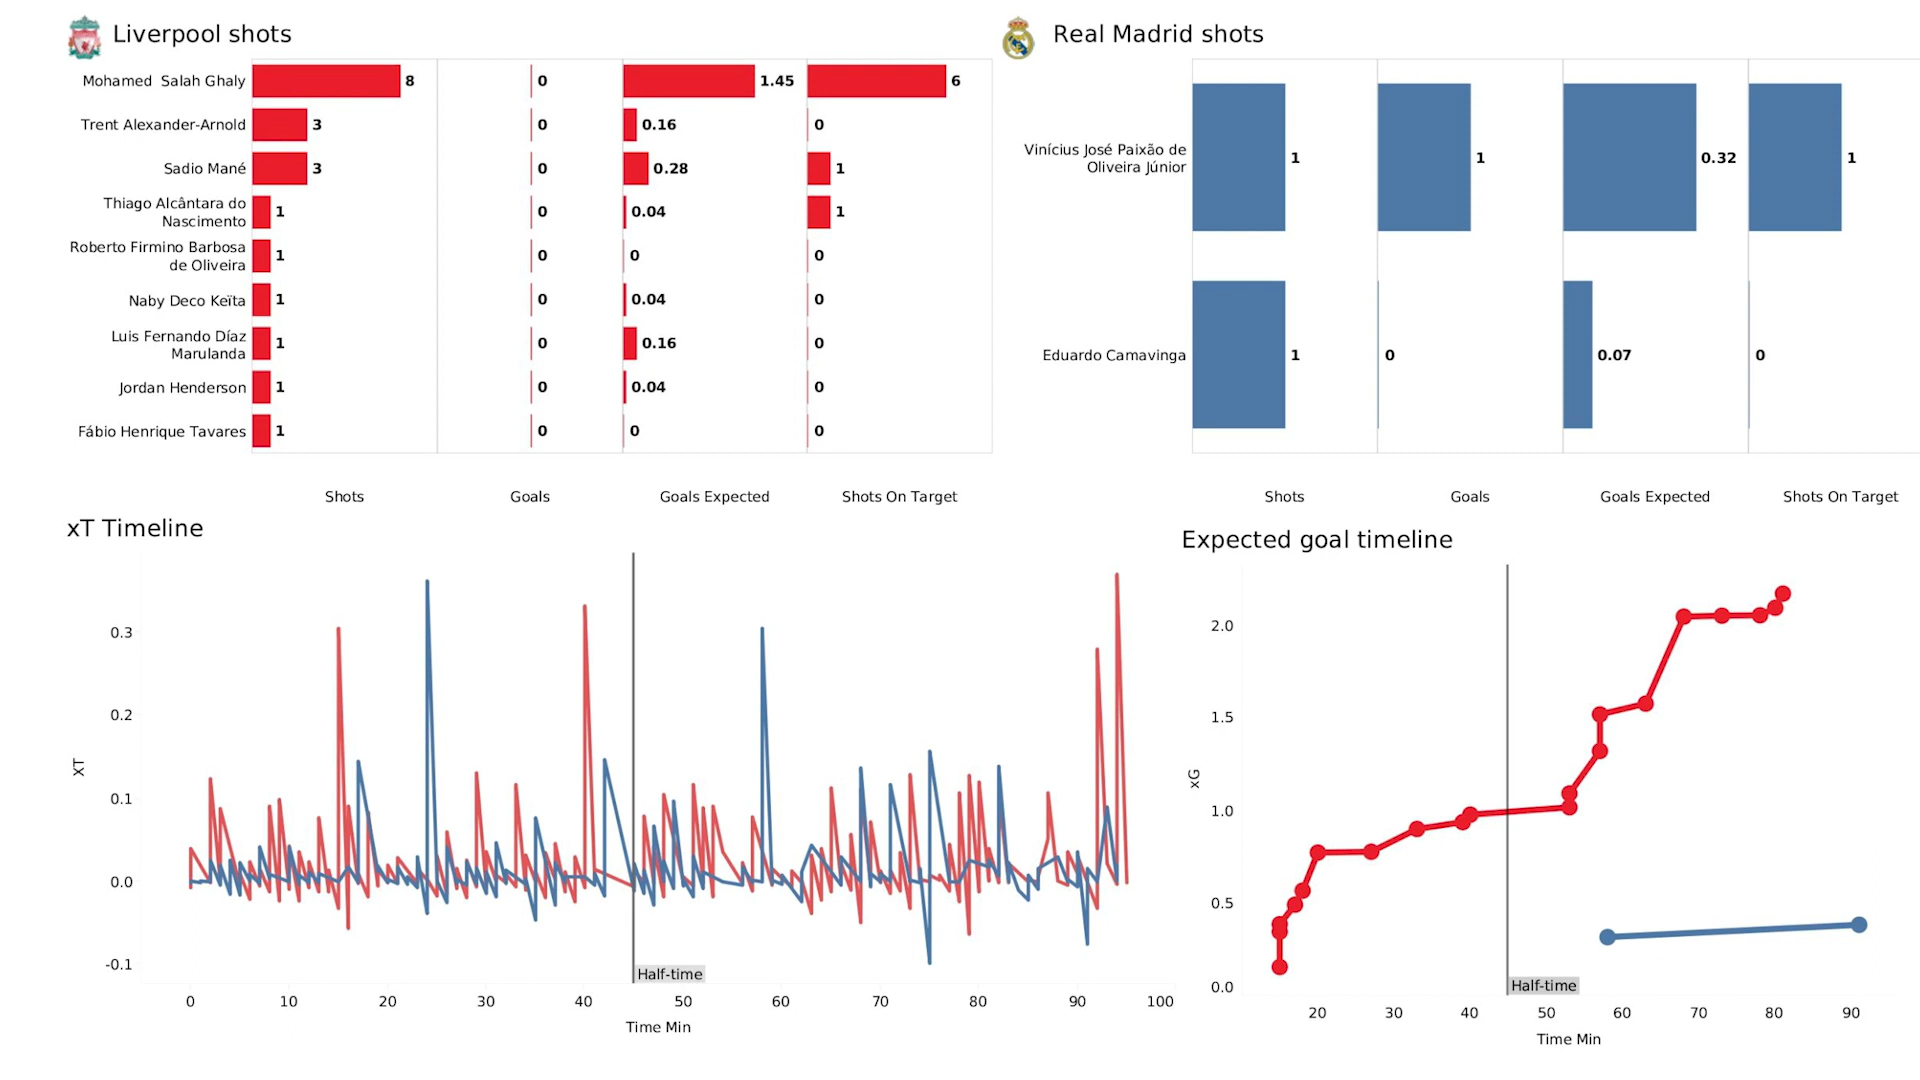 Liverpool shots
Mohamed  Salah Ghaly 8 0 1.45 6
Trent Alexander-Arnold 3 0 0.16 0
Sadio Mané 3 0 0.28 1
Thiago Alcântara do
Nascimento 1 0 0.04 1
Roberto Firmino Barbosa
de Oliveira 1 0 0 0
Naby Deco Keïta 1 0 0.04 0
Luis Fernando Díaz
Marulanda 1 0 0.16 0
Jordan Henderson 1 0 0.04 0
Fábio Henrique Tavares 1 0 0 0
Shots Goals Goals Expected Shots On Target
Real Madrid shots
Vinícius José Paixão de
Oliveira Júnior 1 1 0.32 1
Eduardo Camavinga 1 0 0.07 0
Shots Goals Goals Expected Shots On Target
xT Timeline
XT
0.3
0.2
0.1
0.0
-0.1
Half-time
0 10 20 30 40 50 60 70 80 90 100
Time Min
Expected goal timeline
xG
2.0
1.5
1.0
0.5
0.0
Half-time
20 30 40 50 60 70 80 90
Time Min